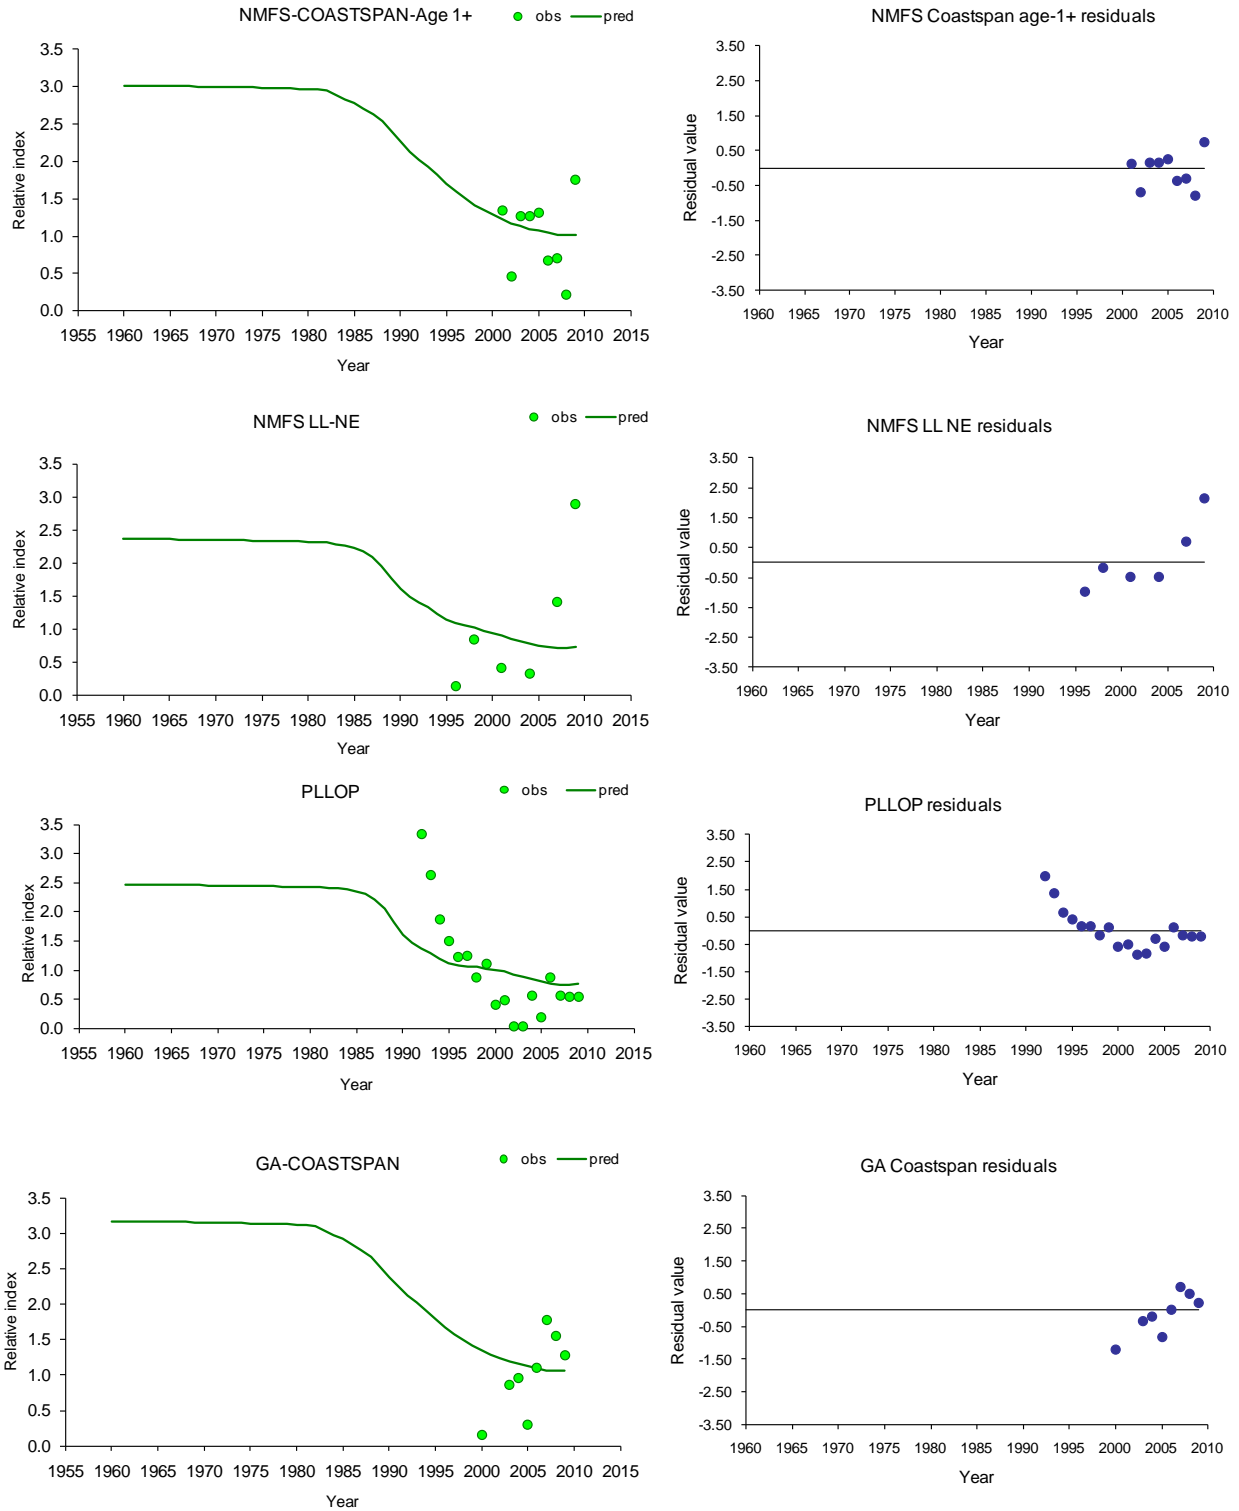 NMFS-COASTSPAN-Age 1+
obs pred
3.5
3.0
2.5
2.0
1.5
1.0
0.5
0.0
Relative index
1955 1960 1965 1970 1975 1980 1985 1990 1995 2000 2005 2010 2015
Year
NMFS Coastspan age-1+ residuals
3.50
2.50
1.50
0.50
-0.50
-1.50
-2.50
-3.50
Residual value
1960 1965 1970 1975 1980 1985 1990 1995 2000 2005 2010
Year
NMFS LL-NE
obs pred
3.5
3.0
2.5
2.0
1.5
1.0
0.5
0.0
Relative index
1955 1960 1965 1970 1975 1980 1985 1990 1995 2000 2005 2010 2015
Year
NMFS LL NE residuals
3.50
2.50
1.50
0.50
-0.50
-1.50
-2.50
-3.50
Residual value
1960 1965 1970 1975 1980 1985 1990 1995 2000 2005 2010
Year
PLLOP
obs pred
3.5
3.0
2.5
2.0
1.5
1.0
0.5
0.0
Relative index
1955 1960 1965 1970 1975 1980 1985 1990 1995 2000 2005 2010 2015
Year
PLLOP residuals
3.50
2.50
1.50
0.50
-0.50
-1.50
-2.50
-3.50
Residual value
1960 1965 1970 1975 1980 1985 1990 1995 2000 2005 2010
Year
GA-COASTSPAN
obs pred
3.5
3.0
2.5
2.0
1.5
1.0
0.5
0.0
Relative index
1955 1960 1965 1970 1975 1980 1985 1990 1995 2000 2005 2010 2015
Year
GA Coastspan residuals
3.50
2.50
1.50
0.50
-0.50
-1.50
-2.50
-3.50
Residual value
1960 1965 1970 1975 1980 1985 1990 1995 2000 2005 2010
Year